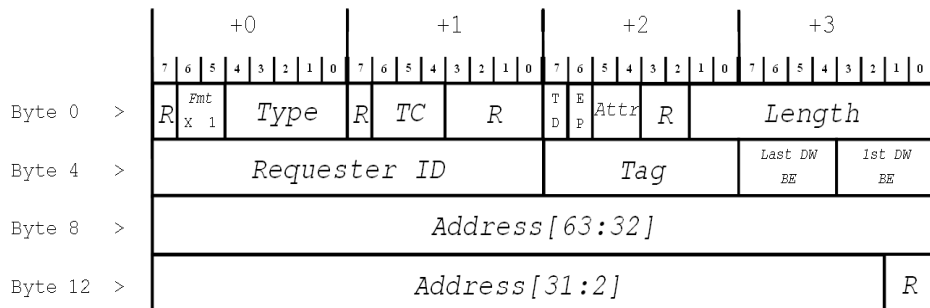 +0 +1 +2 +3
7 6 5 4 3 2 1 0 7 6 5 4 3 2 1 0 7 6 5 4 3 2 1 0 7 6 5 4 3 2 1 0
Byte 0 > R Fmt X 1 Type R TC R T D E P Attr R Length
Byte 4 > Requester ID Tag Last DW BE 1st DW BE
Byte 8 > Address[63:32]
Byte 12 > Address[31:2] R